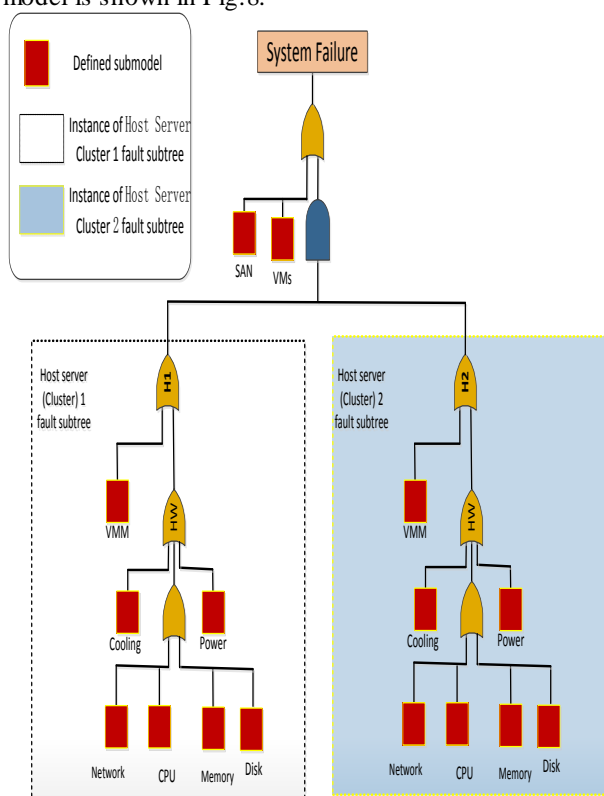 model is shown in Fig.8.
System Failure
Defined submodel
Instance of Host Server
Cluster 1 fault subtree
Instance of Host Server
Cluster 2 fault subtree
SAN
VMs
Host server
(Cluster) 1
fault subtree
H1
VMM
HW
Cooling
Power
Network
CPU
Memory
Disk
Host server
(Cluster) 2
fault subtree
H2
VMM
HW
Cooling
Power
Network
CPU
Memory
Disk